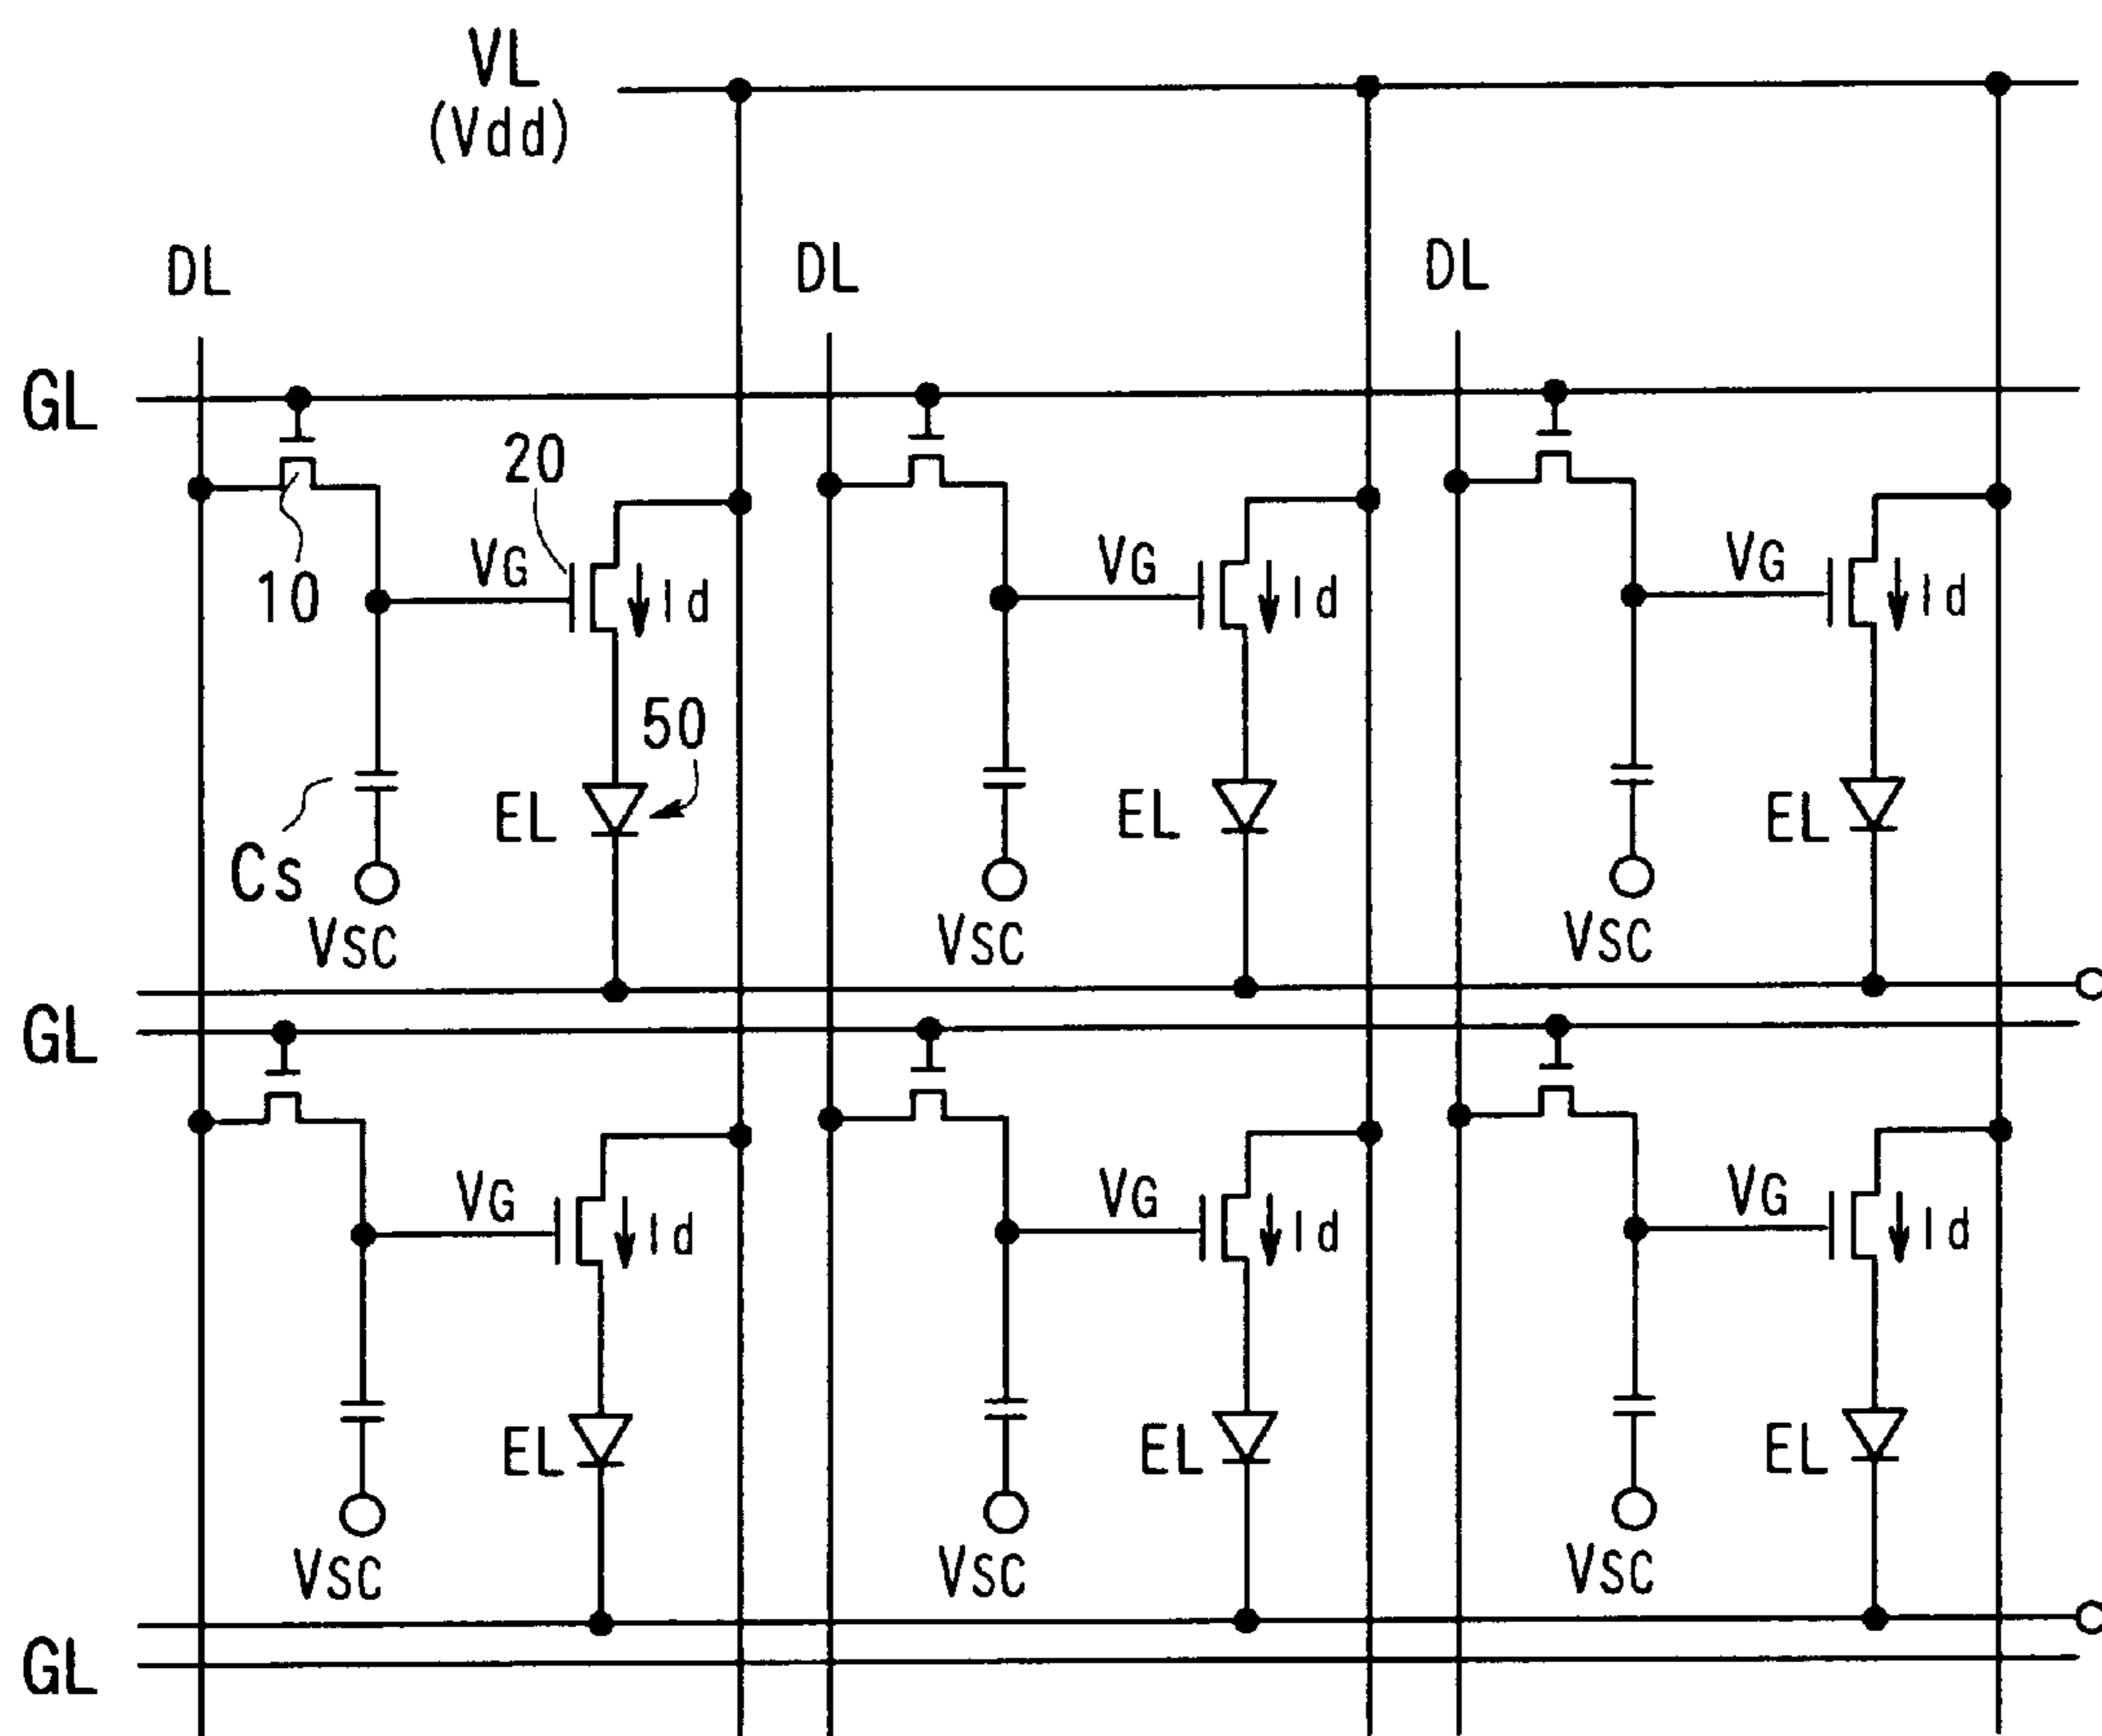 VL
(Vdd)
DL DL DL
GL
20
10 VG Id VG Id VG Id
50
EL EL EL
Cs
VSC VSC VSC
GL
VG Id VG Id VG Id
EL EL EL
VSC VSC VSC
GL